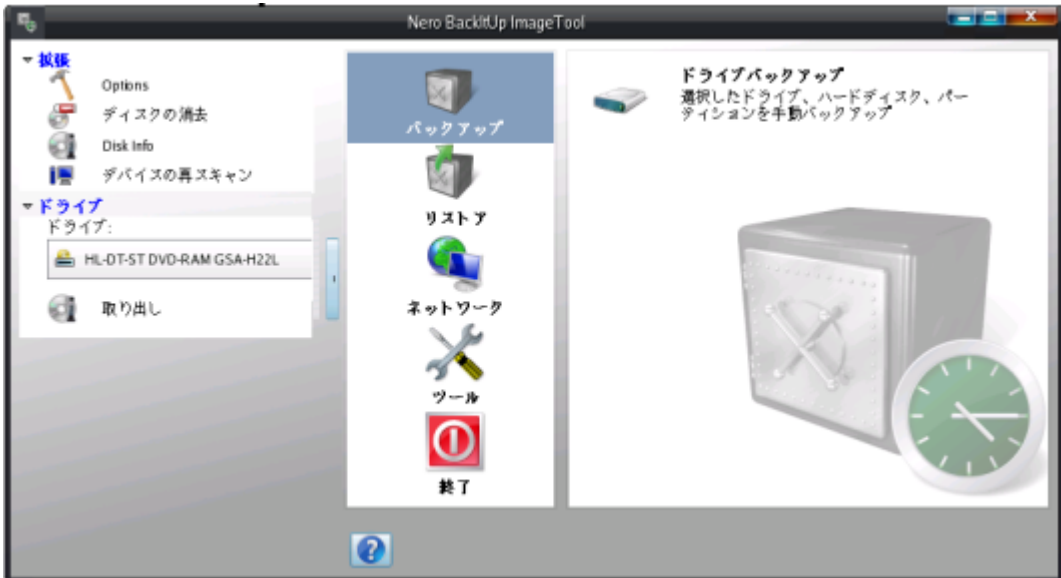 Nero BackItUp ImageTool
拡張
Options
ディスクの消去
Disk Info
デバイスの再スキャン
ドライブ
ドライブ:
HL-DT-ST DVD-RAM GSA-H22L
取り出し
バックアップ
リストア
ネットワーク
ツール
終了
ドライブバックアップ
選択したドライブ、ハードディスク、パー
ティションを手動バックアップ